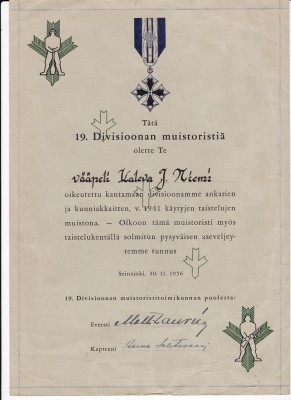 Tätä
19. Divisioonan muistoristiä
olette Te
vääpeli Kaleva J. Niemi
oikeutettu kantamaan divisioonamme ankarien
ja kunniakkaitten, v. 1941 käytyjen taistelujen
muistona. – Olkoon tämä muistoristi myös
taistelukentällä solmitun pysyväisen aseveljey-
temme tunnus
Seinäjoki, 30. 11. 1956
19. Divisioonan muistoristitoimikunnan puolesta:
Eversti
Kapteeni